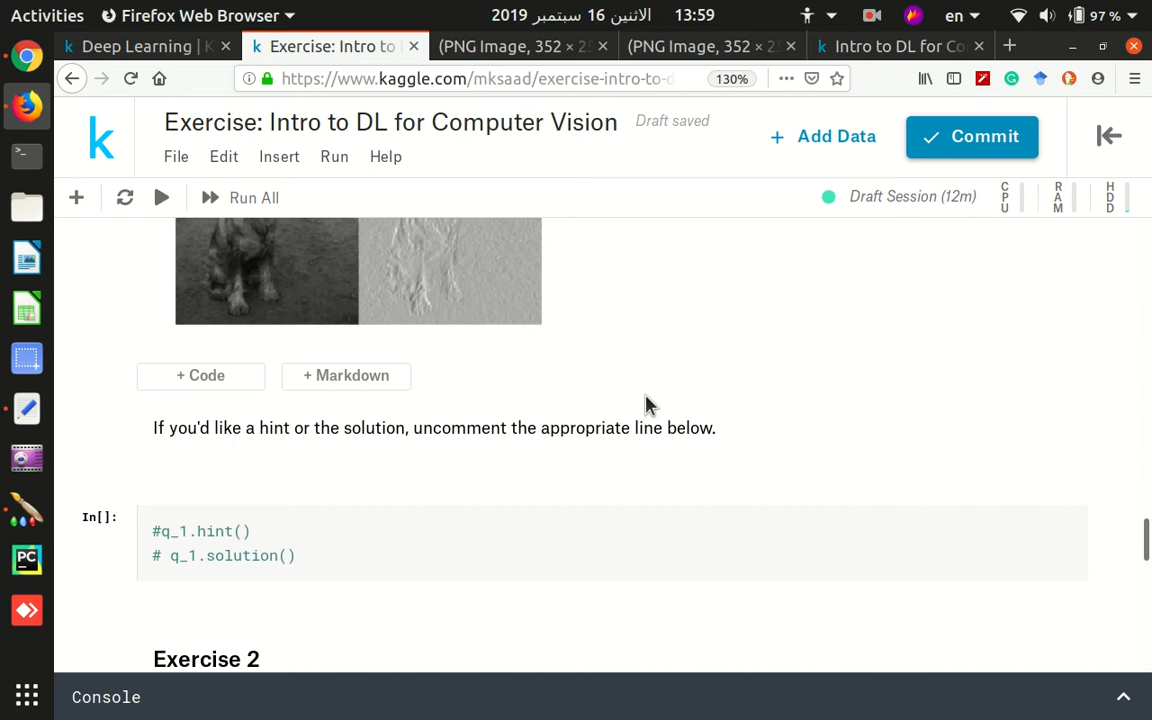 Activities Firefox Web Browser الاثنين 16 سبتمبر 2019 13:59 en 97 %
Deep Learning | K Exercise: Intro to (PNG Image, 352 × 2 (PNG Image, 352 × 2 Intro to DL for Co
https://www.kaggle.com/mksaad/exercise-intro-to- 130%
k Exercise: Intro to DL for Computer Vision Draft saved
+ Add Data Commit
File Edit Insert Run Help
Run All Draft Session (12m) CPU RAM HDD
+ Code + Markdown
If you'd like a hint or the solution, uncomment the appropriate line below.
In[]: #q_1.hint()
# q_1.solution()
Exercise 2
Console
PC